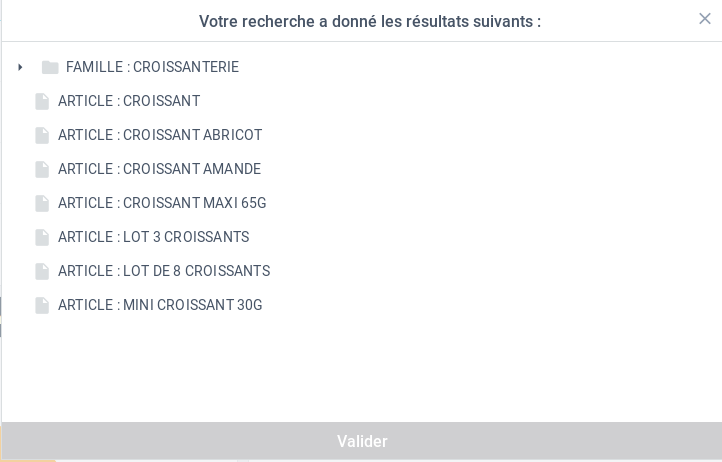 Votre recherche a donné les résultats suivants :
FAMILLE : CROISSANTERIE
ARTICLE : CROISSANT
ARTICLE : CROISSANT ABRICOT
ARTICLE : CROISSANT AMANDE
ARTICLE : CROISSANT MAXI 65G
ARTICLE : LOT 3 CROISSANTS
ARTICLE : LOT DE 8 CROISSANTS
ARTICLE : MINI CROISSANT 30G
Valider